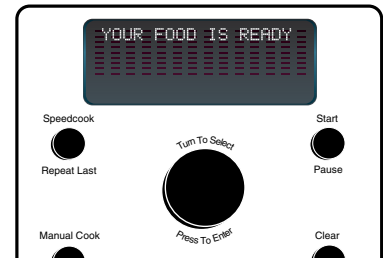 YOUR FOOD IS READY
Speedcook
Start
Turn To Select
Repeat Last
Pause
Press To Enter
Manual Cook
Clear